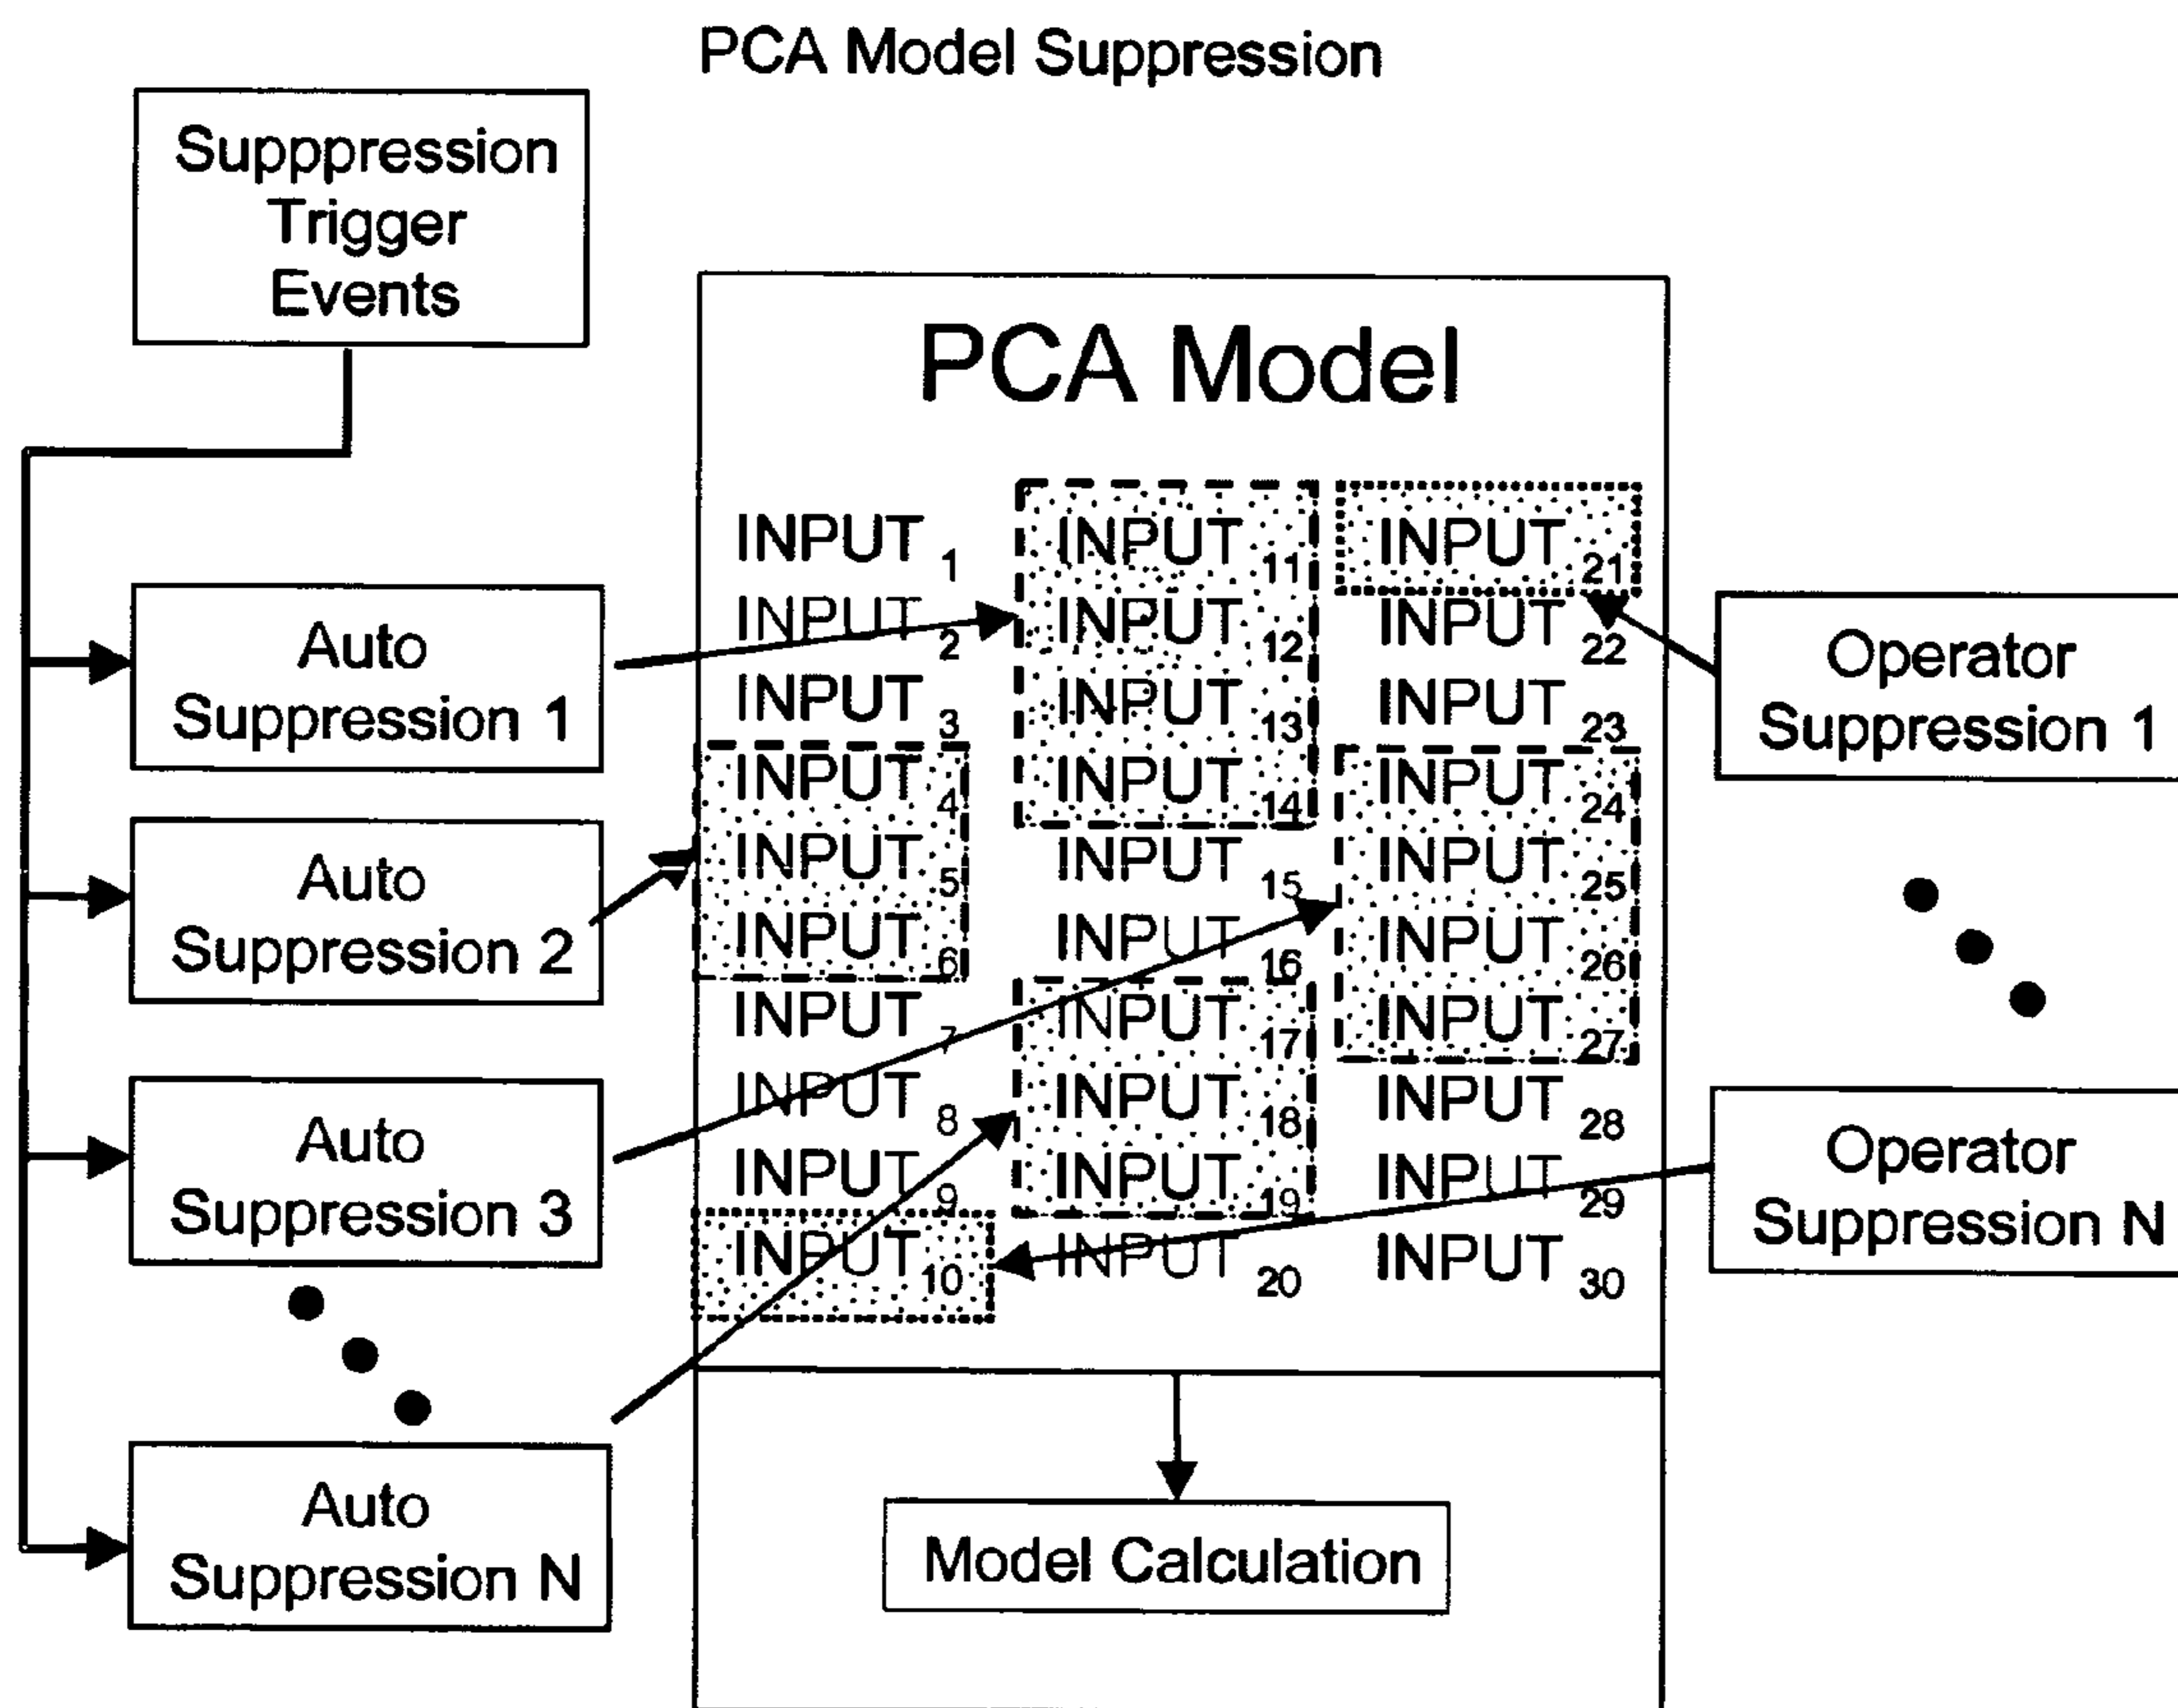 PCA Model Suppression
Supppression
Trigger
Events
Auto
Suppression 1
Auto
Suppression 2
Auto
Suppression 3
Auto
Suppression N
PCA Model
INPUT 1
INPUT 2
INPUT 3
INPUT 4
INPUT 5
INPUT 6
INPUT 7
INPUT 8
INPUT 9
INPUT 10
INPUT 11
INPUT 12
INPUT 13
INPUT 14
INPUT 15
INPUT 16
INPUT 17
INPUT 18
INPUT 19
INPUT 20
INPUT 21
INPUT 22
INPUT 23
INPUT 24
INPUT 25
INPUT 26
INPUT 27
INPUT 28
INPUT 29
INPUT 30
Model Calculation
Operator
Suppression 1
Operator
Suppression N